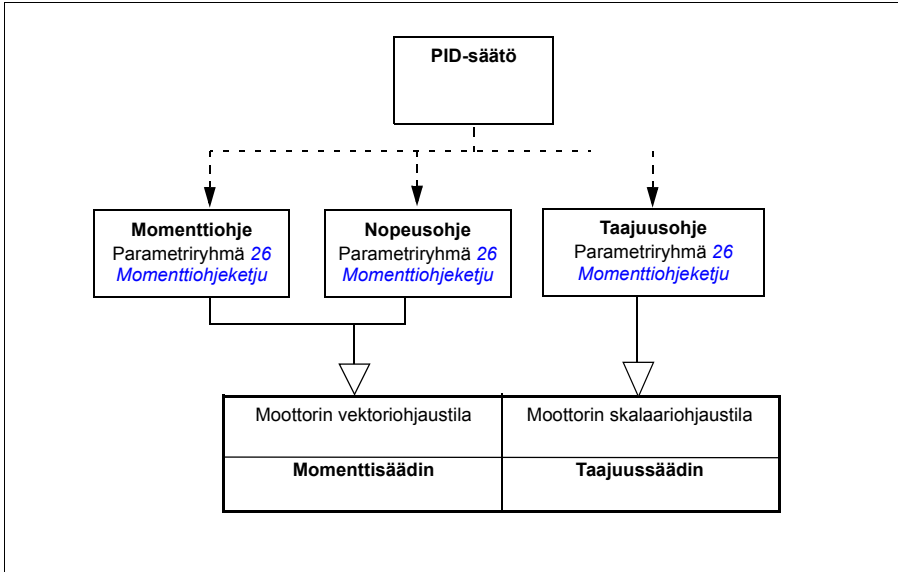 PID-säätö
Momenttiohje
Parametriryhmä 26
Momenttiohjeketju
Nopeusohje
Parametriryhmä 26
Momenttiohjeketju
Taajuusohje
Parametriryhmä 26
Momenttiohjeketju
Moottorin vektoriohjaustila
Moottorin skalaariohjaustila
Momenttisäädin
Taajuussäädin